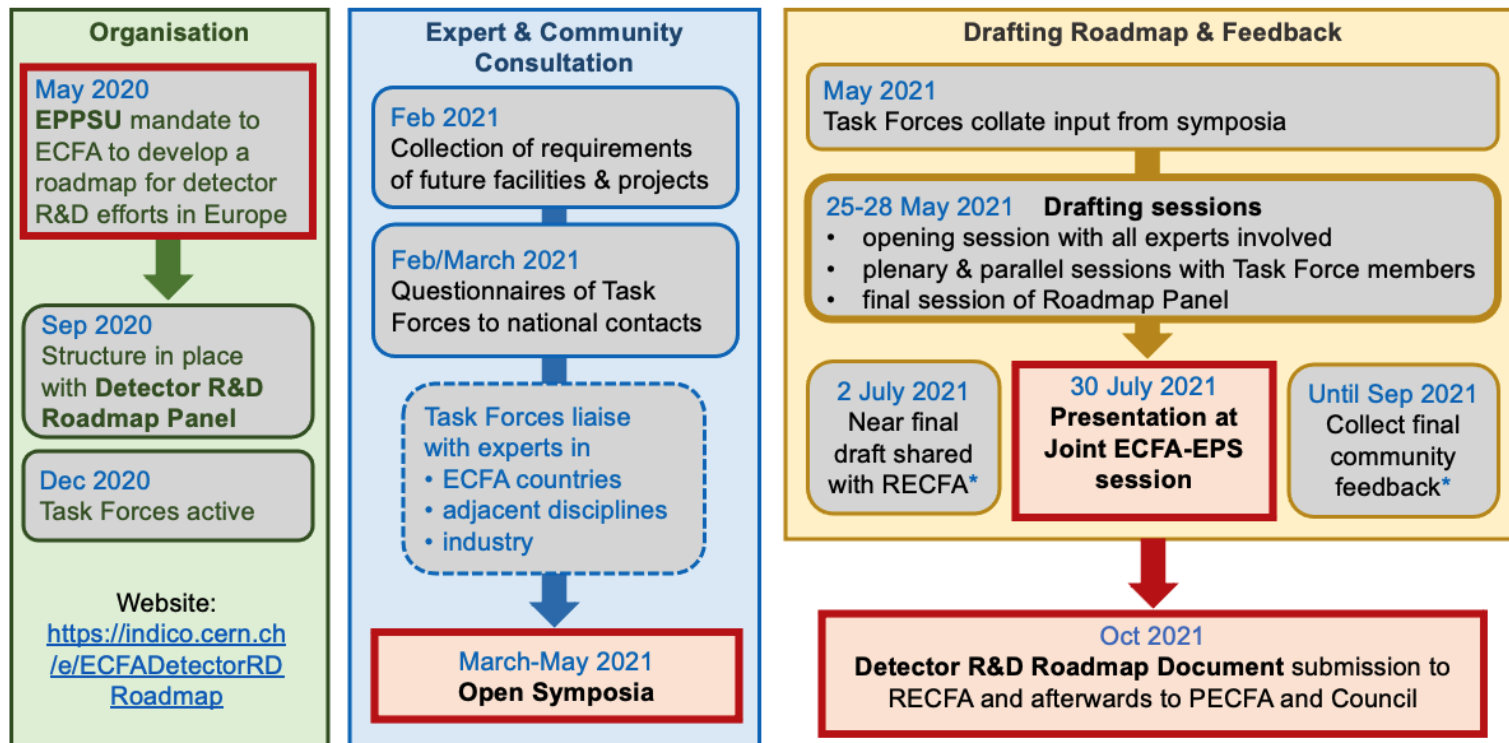 Organisation
May 2020
EPPSU mandate to
ECFA to develop a
roadmap for detector
R&D efforts in Europe
Sep 2020
Structure in place
with Detector R&D
Roadmap Panel
Dec 2020
Task Forces active
Website:
https://indico.cern.ch
/e/ECFADetectorRD
Roadmap
Expert & Community
Consultation
Feb 2021
Collection of requirements
of future facilities & projects
Feb/March 2021
Questionnaires of Task
Forces to national contacts
Task Forces liaise
with experts in
• ECFA countries
• adjacent disciplines
• industry
March-May 2021
Open Symposia
Drafting Roadmap & Feedback
May 2021
Task Forces collate input from symposia
25-28 May 2021 Drafting sessions
• opening session with all experts involved
• plenary & parallel sessions with Task Force members
• final session of Roadmap Panel
2 July 2021
Near final
draft shared
with RECFA*
30 July 2021
Presentation at
Joint ECFA-EPS
session
Until Sep 2021
Collect final
community
feedback*
Oct 2021
Detector R&D Roadmap Document submission to
RECFA and afterwards to PECFA and Council